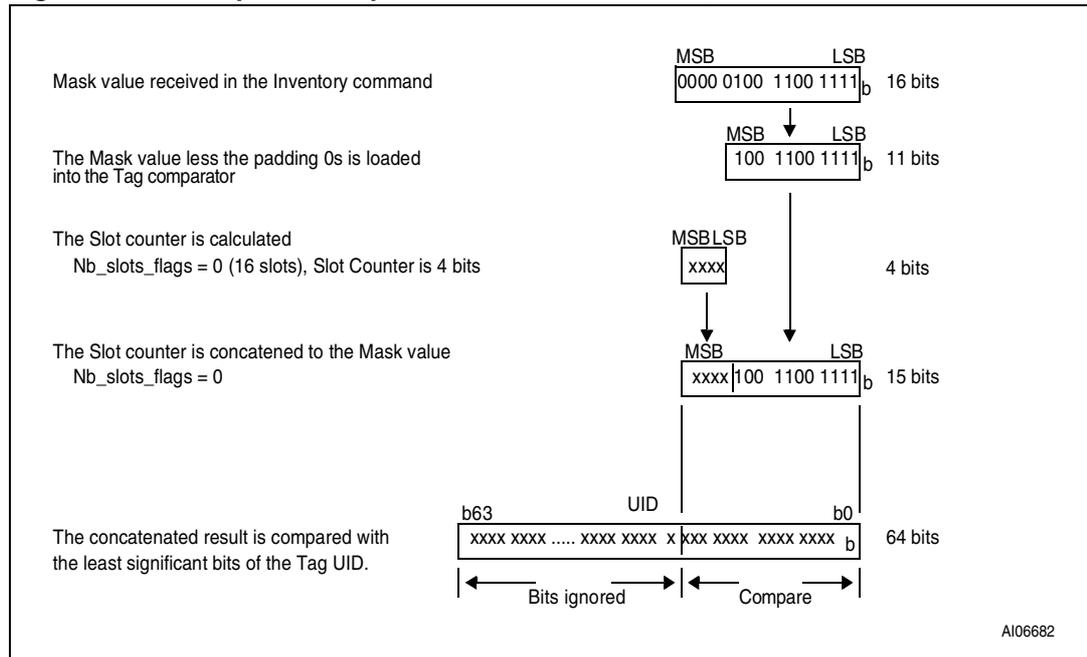 MSB LSB
Mask value received in the Inventory command 0000 0100 1100 1111 b 16 bits
MSB LSB
The Mask value less the padding 0s is loaded 100 1100 1111 b 11 bits
into the Tag comparator
The Slot counter is calculated MSB LSB
Nb_slots_flags = 0 (16 slots), Slot Counter is 4 bits xxxx 4 bits
The Slot counter is concatened to the Mask value MSB LSB
Nb_slots_flags = 0 xxxx 100 1100 1111 b 15 bits
UID
b63 b0
The concatenated result is compared with xxxx xxxx ..... xxxx xxxx x xxx xxxx xxxx xxxx b 64 bits
the least significant bits of the Tag UID.
Bits ignored Compare
AI06682